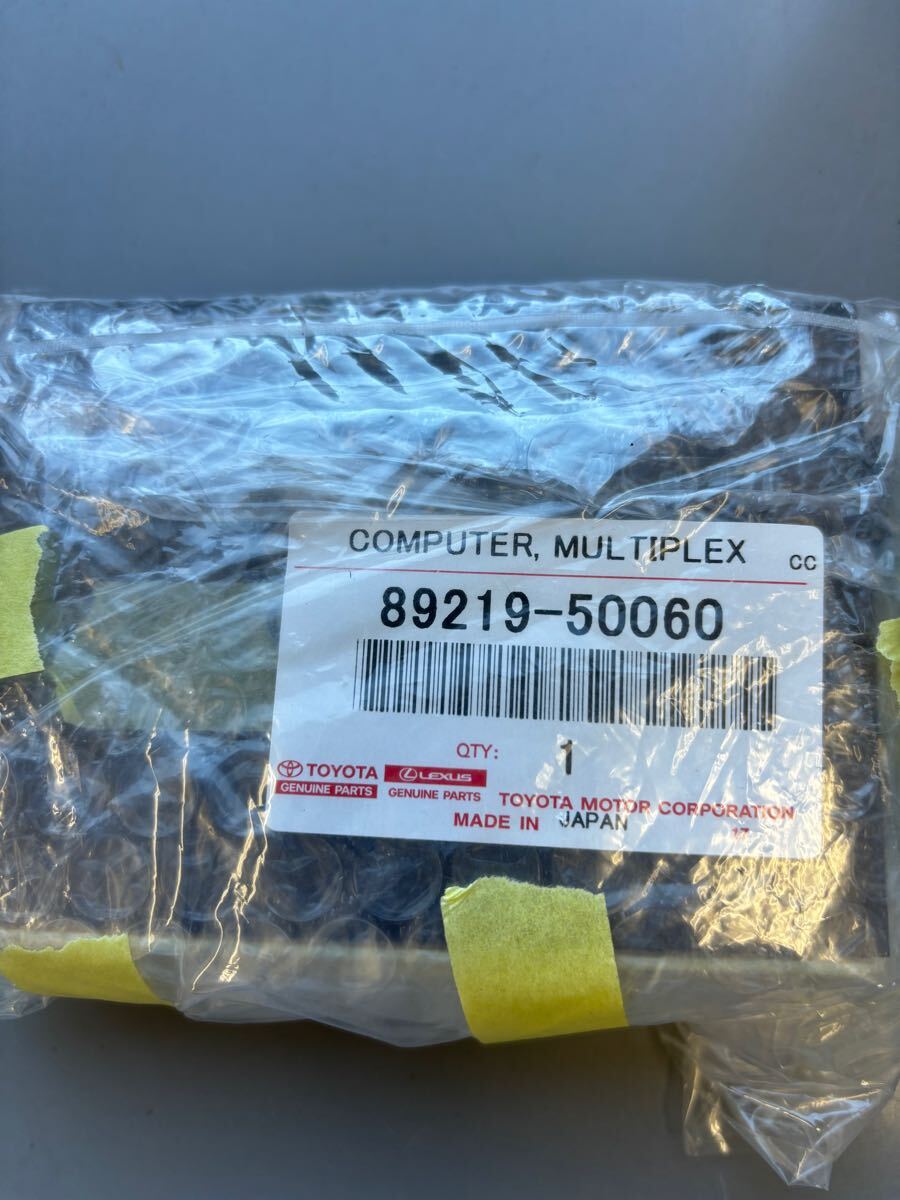 COMPUTER, MULTIPLEX CC
89219-50060
QTY: 1
TOYOTA LEXUS
GENUINE PARTS GENUINE PARTS TOYOTA MOTOR CORPORATION
MADE IN JAPAN 17